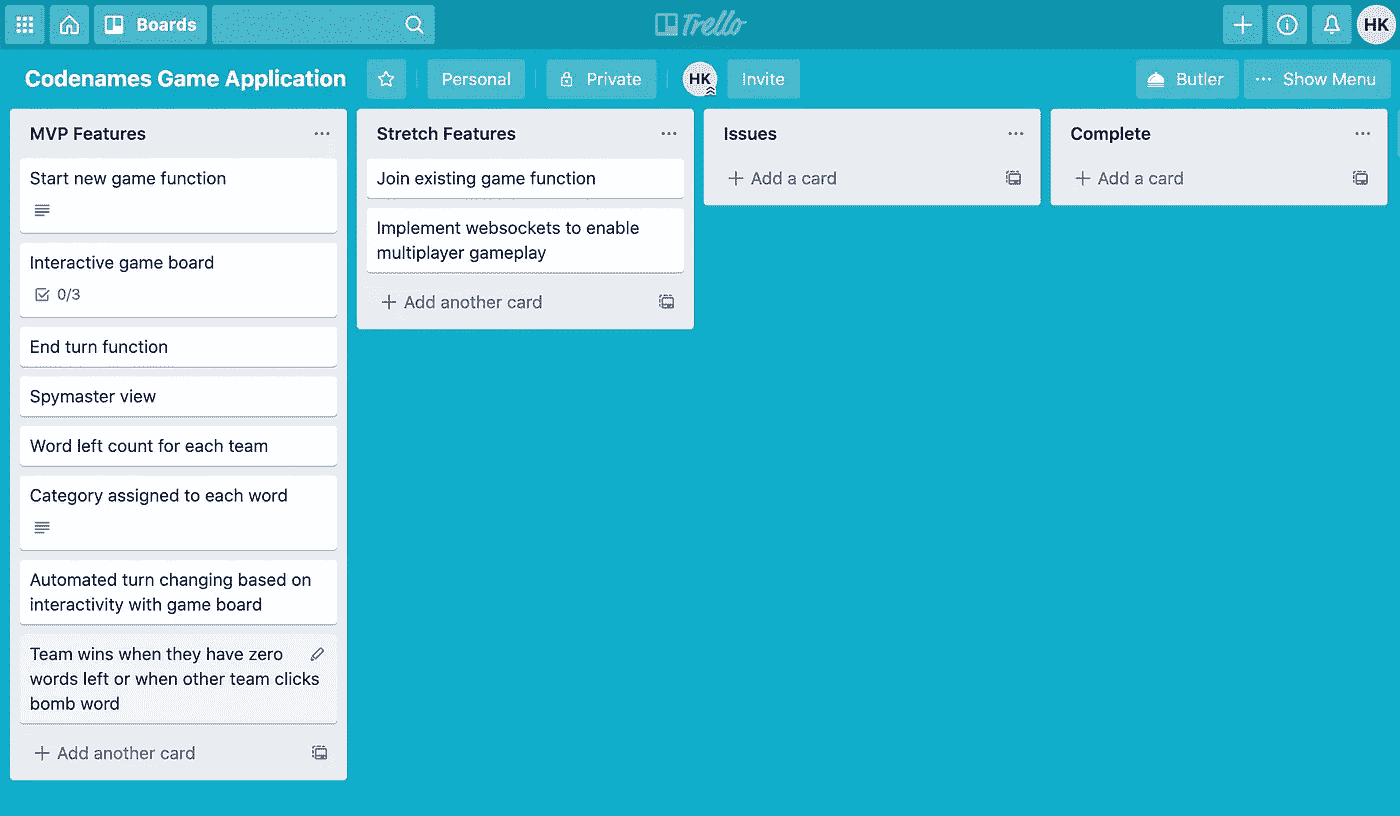 Boards
Trello
HK
Codenames Game Application
Personal
Private
HK
Invite
Butler
Show Menu
MVP Features
Start new game function
Interactive game board
0/3
End turn function
Spymaster view
Word left count for each team
Category assigned to each word
Automated turn changing based on
interactivity with game board
Team wins when they have zero
words left or when other team clicks
bomb word
+ Add another card
Stretch Features
Join existing game function
Implement websockets to enable
multiplayer gameplay
+ Add another card
Issues
+ Add a card
Complete
+ Add a card